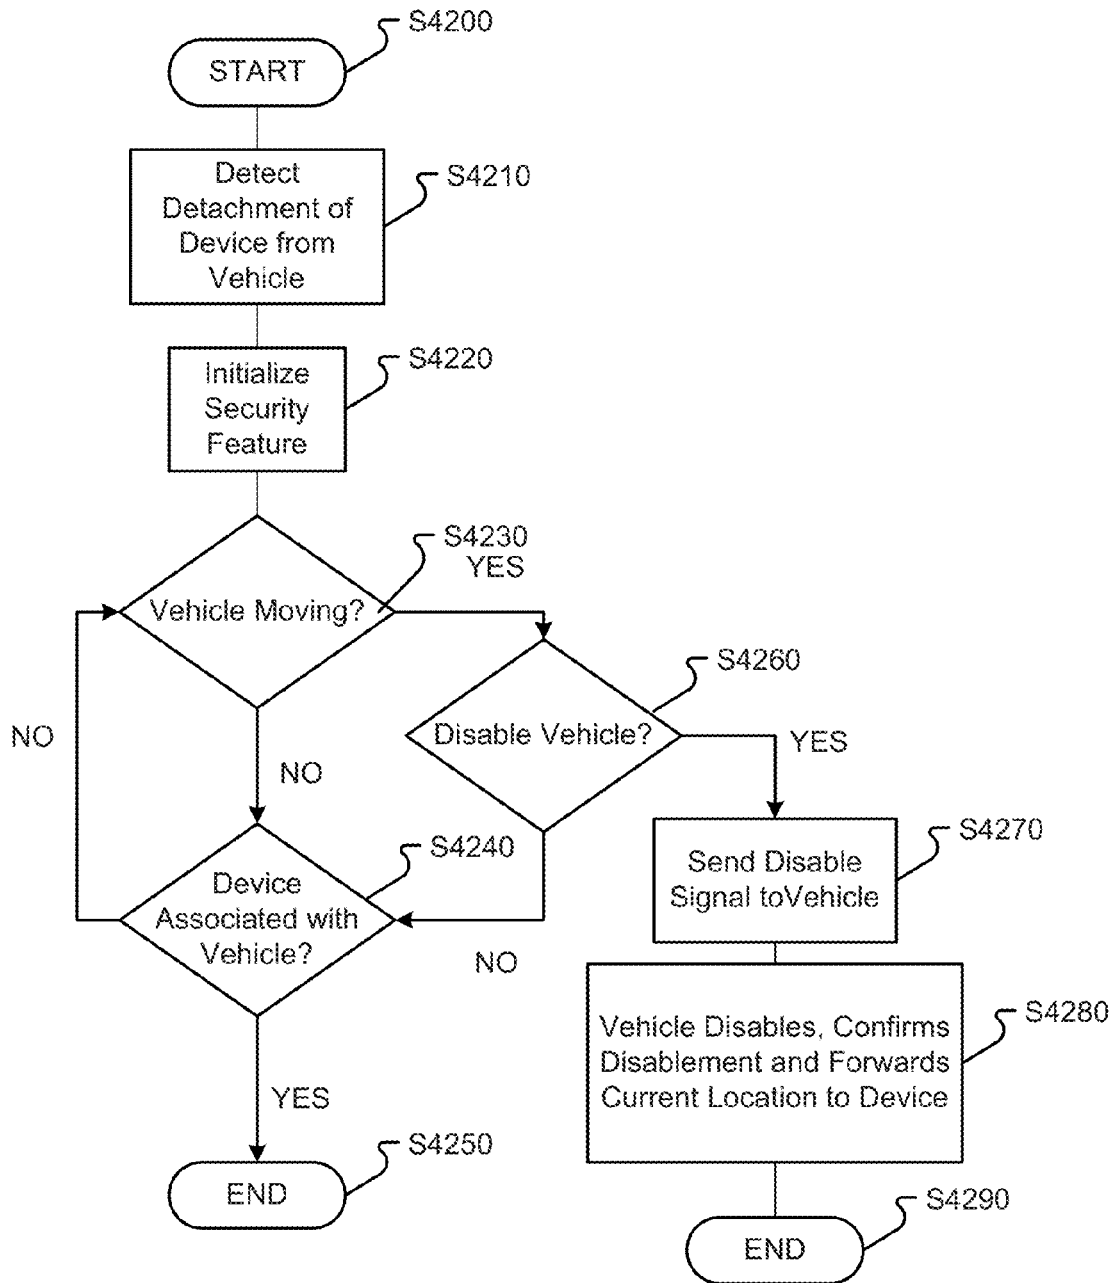 S4200
START
Detect
Detachment of
Device from
Vehicle
S4210
Initialize
Security
Feature
S4220
Vehicle Moving?
S4230
YES
NO
NO
Disable Vehicle?
S4260
YES
NO
Device
Associated with
Vehicle?
S4240
Send Disable
Signal toVehicle
S4270
Vehicle Disables, Confirms
Disablement and Forwards
Current Location to Device
S4280
YES
END
S4250
END
S4290